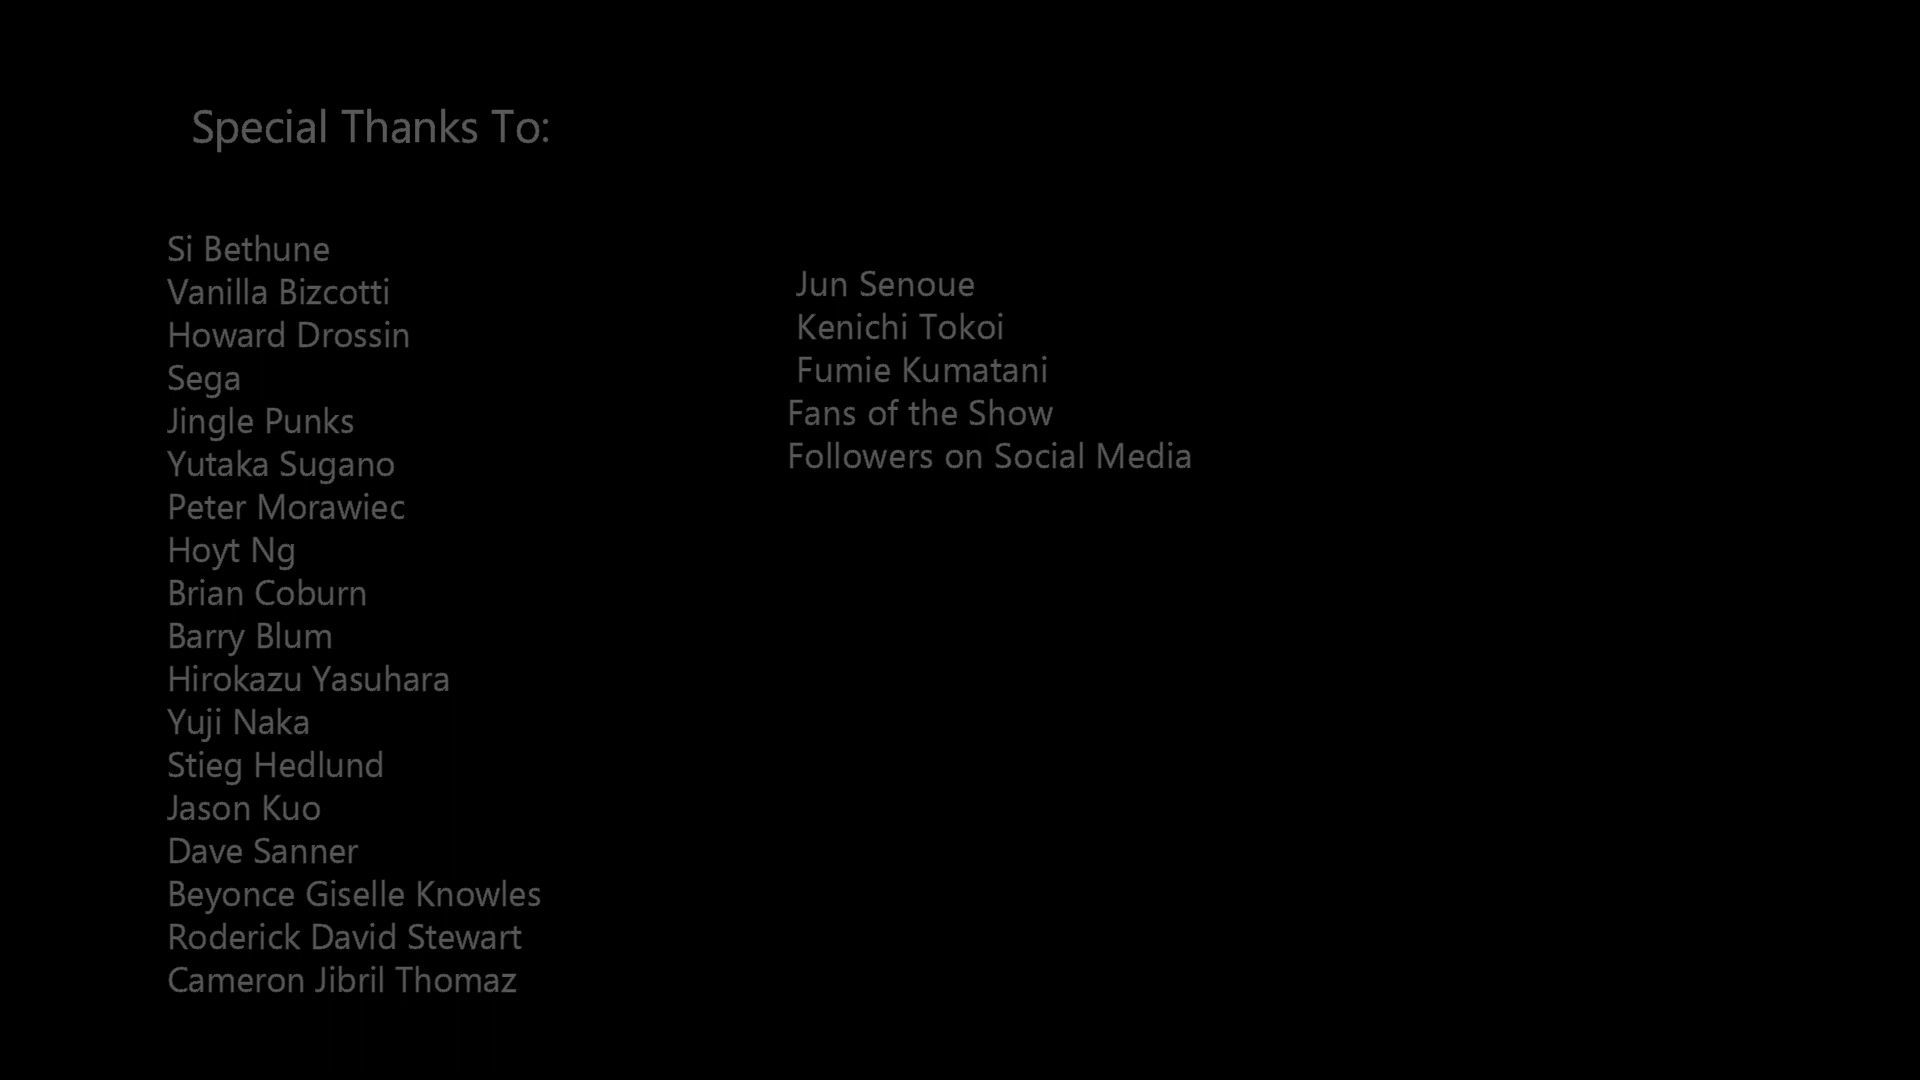 Special Thanks To:
Si Bethune
Vanilla Bizcotti
Howard Drossin
Sega
Jingle Punks
Yutaka Sugano
Peter Morawiec
Hoyt Ng
Brian Coburn
Barry Blum
Hirokazu Yasuhara
Yuji Naka
Stieg Hedlund
Jason Kuo
Dave Sanner
Beyonce Giselle Knowles
Roderick David Stewart
Cameron Jibril Thomaz
Jun Senoue
Kenichi Tokoi
Fumie Kumatani
Fans of the Show
Followers on Social Media